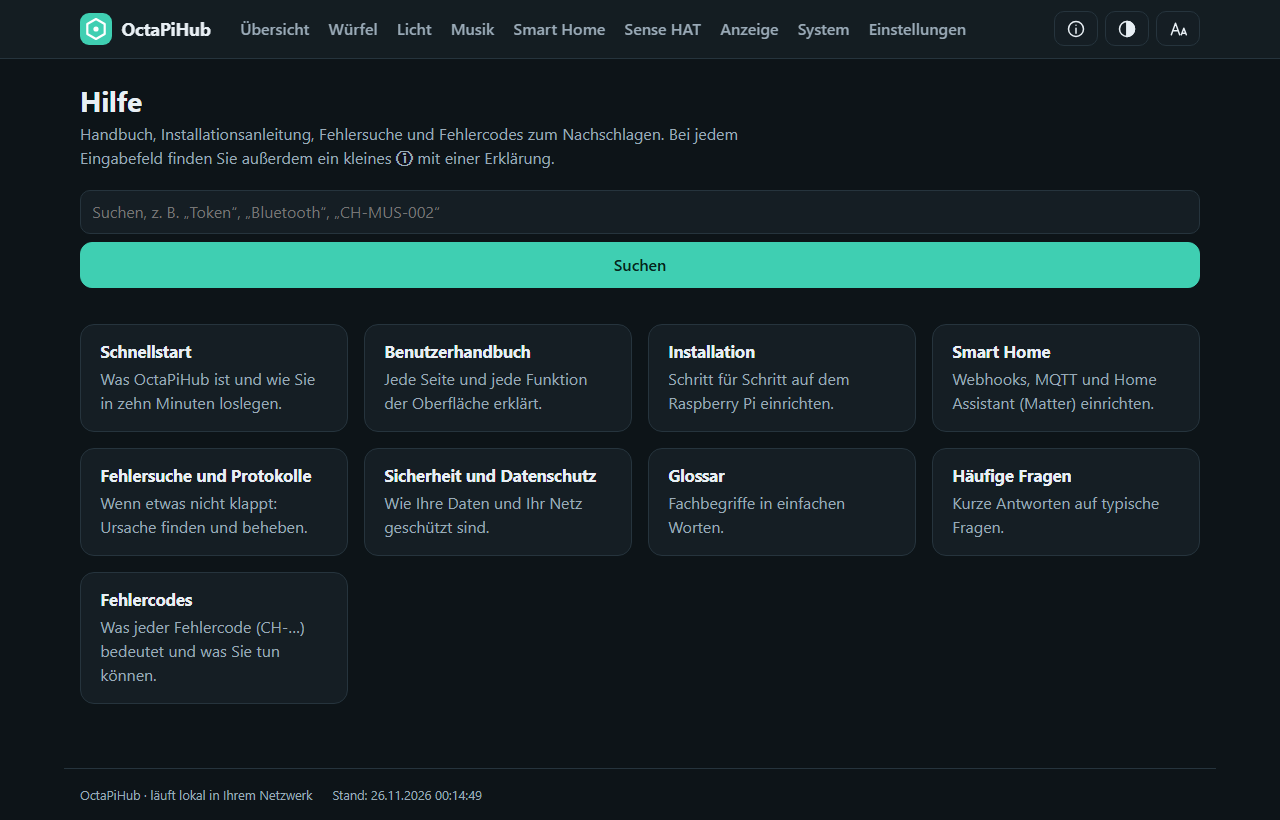 OctaPiHub Übersicht Würfel Licht Musik Smart Home Sense HAT Anzeige System Einstellungen
Hilfe
Handbuch, Installationsanleitung, Fehlersuche und Fehlercodes zum Nachschlagen. Bei jedem
Eingabefeld finden Sie außerdem ein kleines ⓘ mit einer Erklärung.
Suchen, z. B. „Token“, „Bluetooth“, „CH-MUS-002“
Suchen
Schnellstart
Was OctaPiHub ist und wie Sie
in zehn Minuten loslegen.
Benutzerhandbuch
Jede Seite und jede Funktion
der Oberfläche erklärt.
Installation
Schritt für Schritt auf dem
Raspberry Pi einrichten.
Smart Home
Webhooks, MQTT und Home
Assistant (Matter) einrichten.
Fehlersuche und Protokolle
Wenn etwas nicht klappt:
Ursache finden und beheben.
Sicherheit und Datenschutz
Wie Ihre Daten und Ihr Netz
geschützt sind.
Glossar
Fachbegriffe in einfachen
Worten.
Häufige Fragen
Kurze Antworten auf typische
Fragen.
Fehlercodes
Was jeder Fehlercode (CH-…)
bedeutet und was Sie tun
können.
OctaPiHub · läuft lokal in Ihrem Netzwerk Stand: 26.11.2026 00:14:49